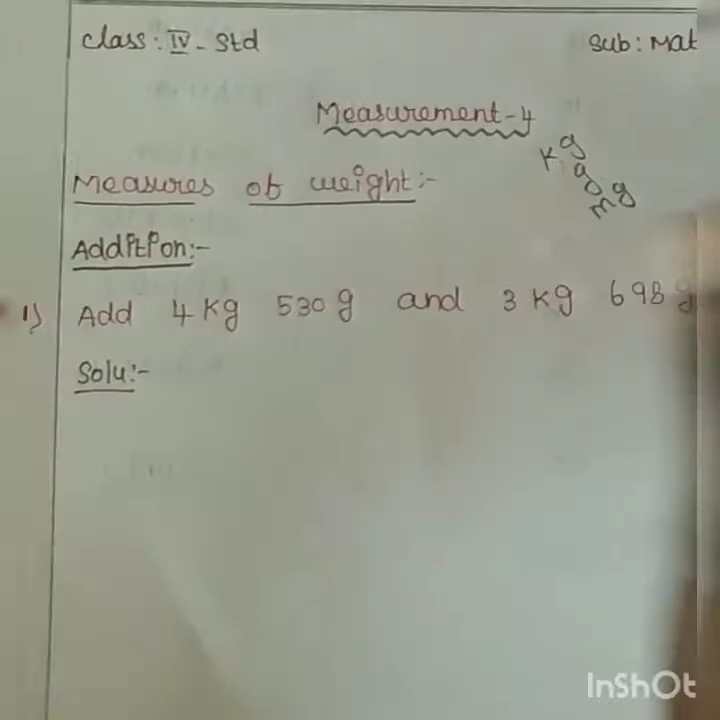 Class: IV - Std
Sub: Mat
Measurement-4
Kg
g
mg
Measures of weight:-
Addition:-
1) Add 4 Kg 530 g and 3 Kg 698 g
Solu:-
InShOt